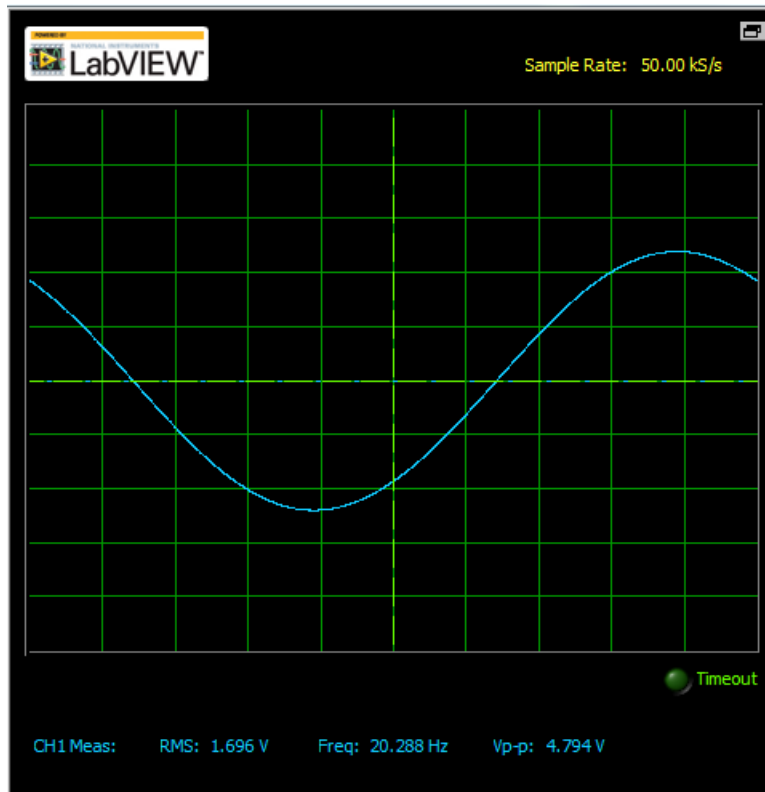 POWERED BY
NATIONAL INSTRUMENTS
LabVIEW™
Sample Rate: 50.00 kS/s
Timeout
CH1 Meas: RMS: 1.696 V Freq: 20.288 Hz Vp-p: 4.794 V